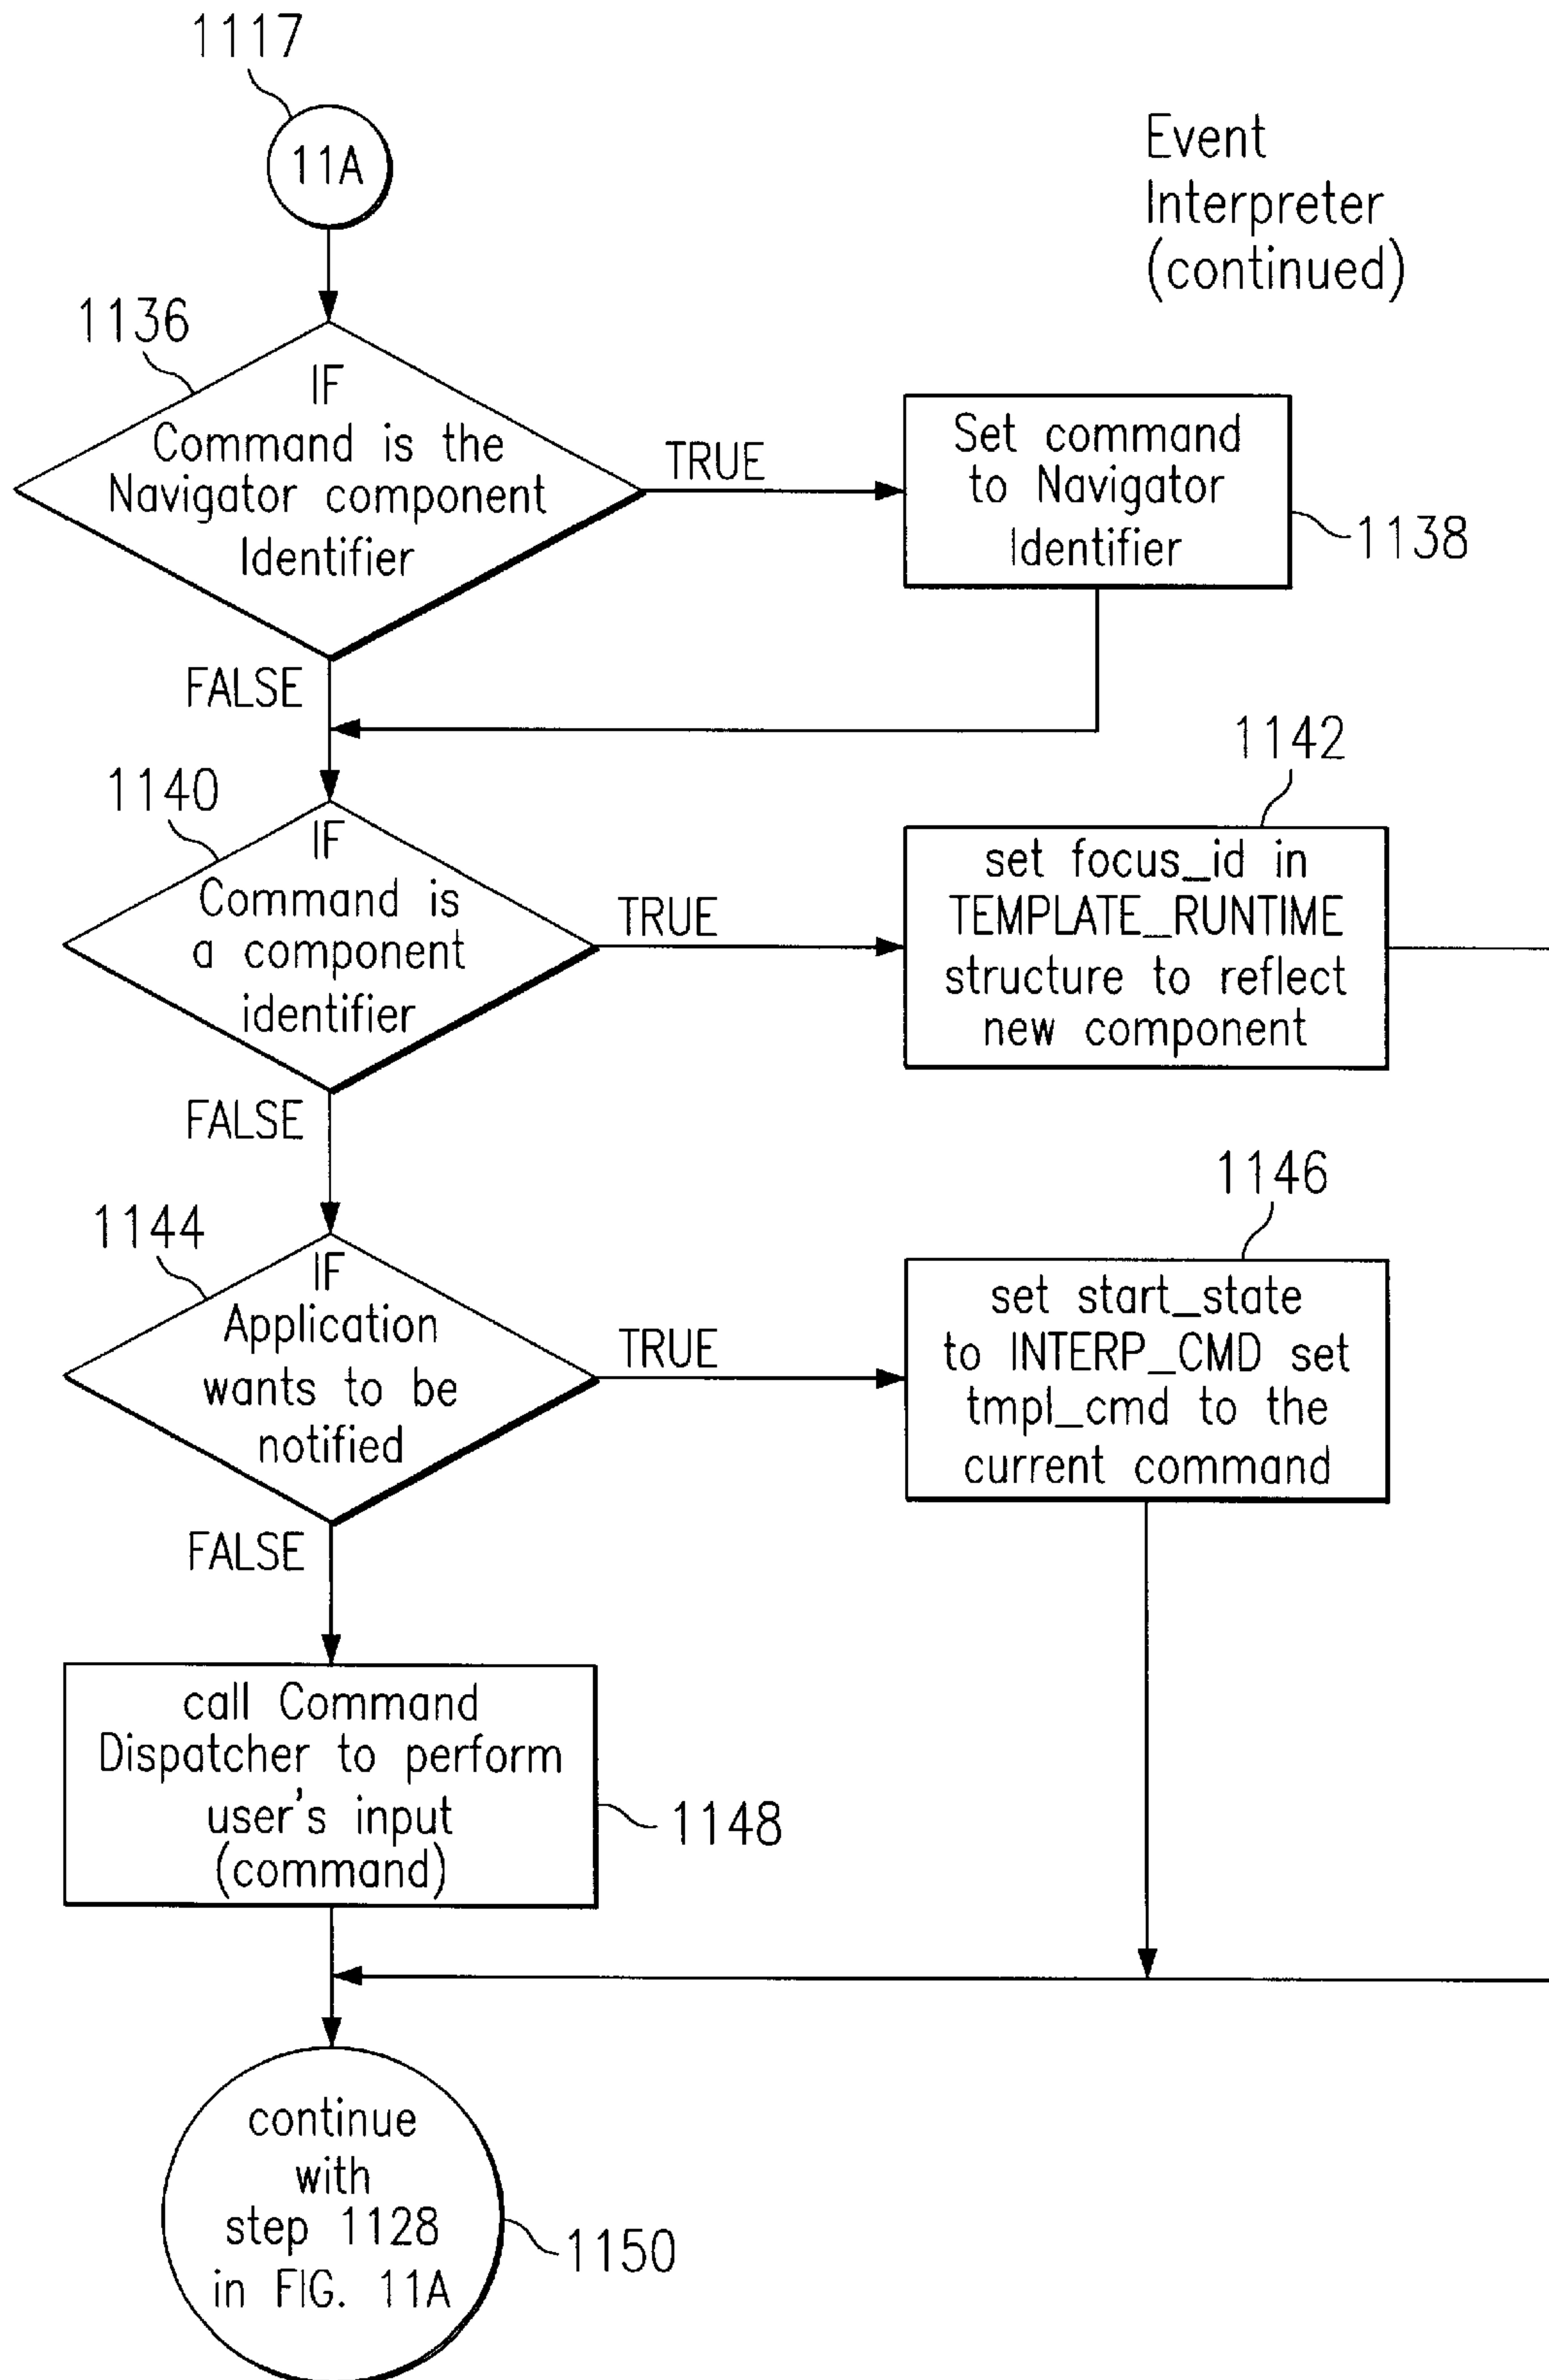 1117
11A
Event
Interpreter
(continued)
1136
IF
Command is the
Navigator component
Identifier
TRUE
Set command
to Navigator
Identifier
1138
FALSE
1140
IF
Command is
a component
identifier
TRUE
1142
set focus_id in
TEMPLATE_RUNTIME
structure to reflect
new component
FALSE
1144
IF
Application
wants to be
notified
TRUE
1146
set start_state
to INTERP_CMD set
tmpl_cmd to the
current command
FALSE
call Command
Dispatcher to perform
user's input
(command)
1148
continue
with
step 1128
in FIG. 11A
1150